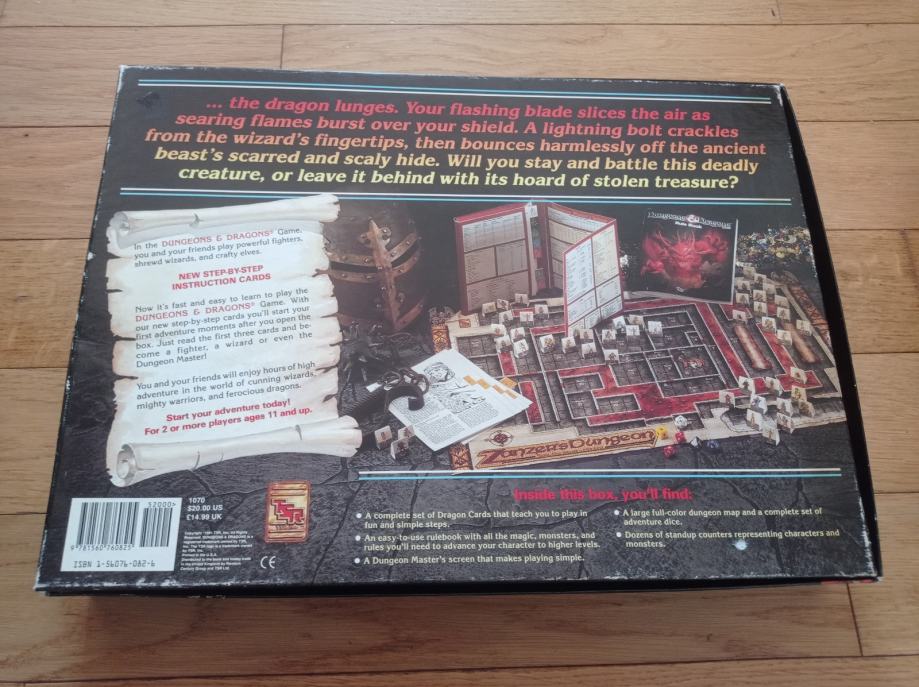 ... the dragon lunges. Your flashing blade slices the air as
searing flames burst over your shield. A lightning bolt crackles
from the wizard's fingertips, then bounces harmlessly off the ancient
beast's scarred and scaly hide. Will you stay and battle this deadly
creature, or leave it behind with its hoard of stolen treasure?
In the DUNGEONS & DRAGONS® Game,
you and your friends play powerful fighters,
shrewd wizards, and crafty elves.
NEW STEP-BY-STEP
INSTRUCTION CARDS
Now it's fast and easy to learn to play the
DUNGEONS & DRAGONS® Game. With
our new step-by-step cards you'll start your
first adventure moments after you open the
box. Just read the first three cards and be-
come a fighter, a wizard or even the
Dungeon Master!
You and your friends will enjoy hours of high
adventure in the world of cunning wizards,
mighty warriors, and ferocious dragons.
Start your adventure today!
For 2 or more players ages 11 and up.
Dungeons & Dragons
Rule Book
Zanzer's Dungeon
Inside this box, you'll find:
A complete set of Dragon Cards that teach you to play in
fun and simple steps.
An easy-to-use rulebook with all the magic, monsters, and
rules you'll need to advance your character to higher levels.
A Dungeon Master's screen that makes playing simple.
A large full-color dungeon map and a complete set of
adventure dice.
Dozens of standup counters representing characters and
monsters.
52000>
9 781560 760825
ISBN 1-56076-082-6
1070
$20.00 US
£14.99 UK
TSR
CE